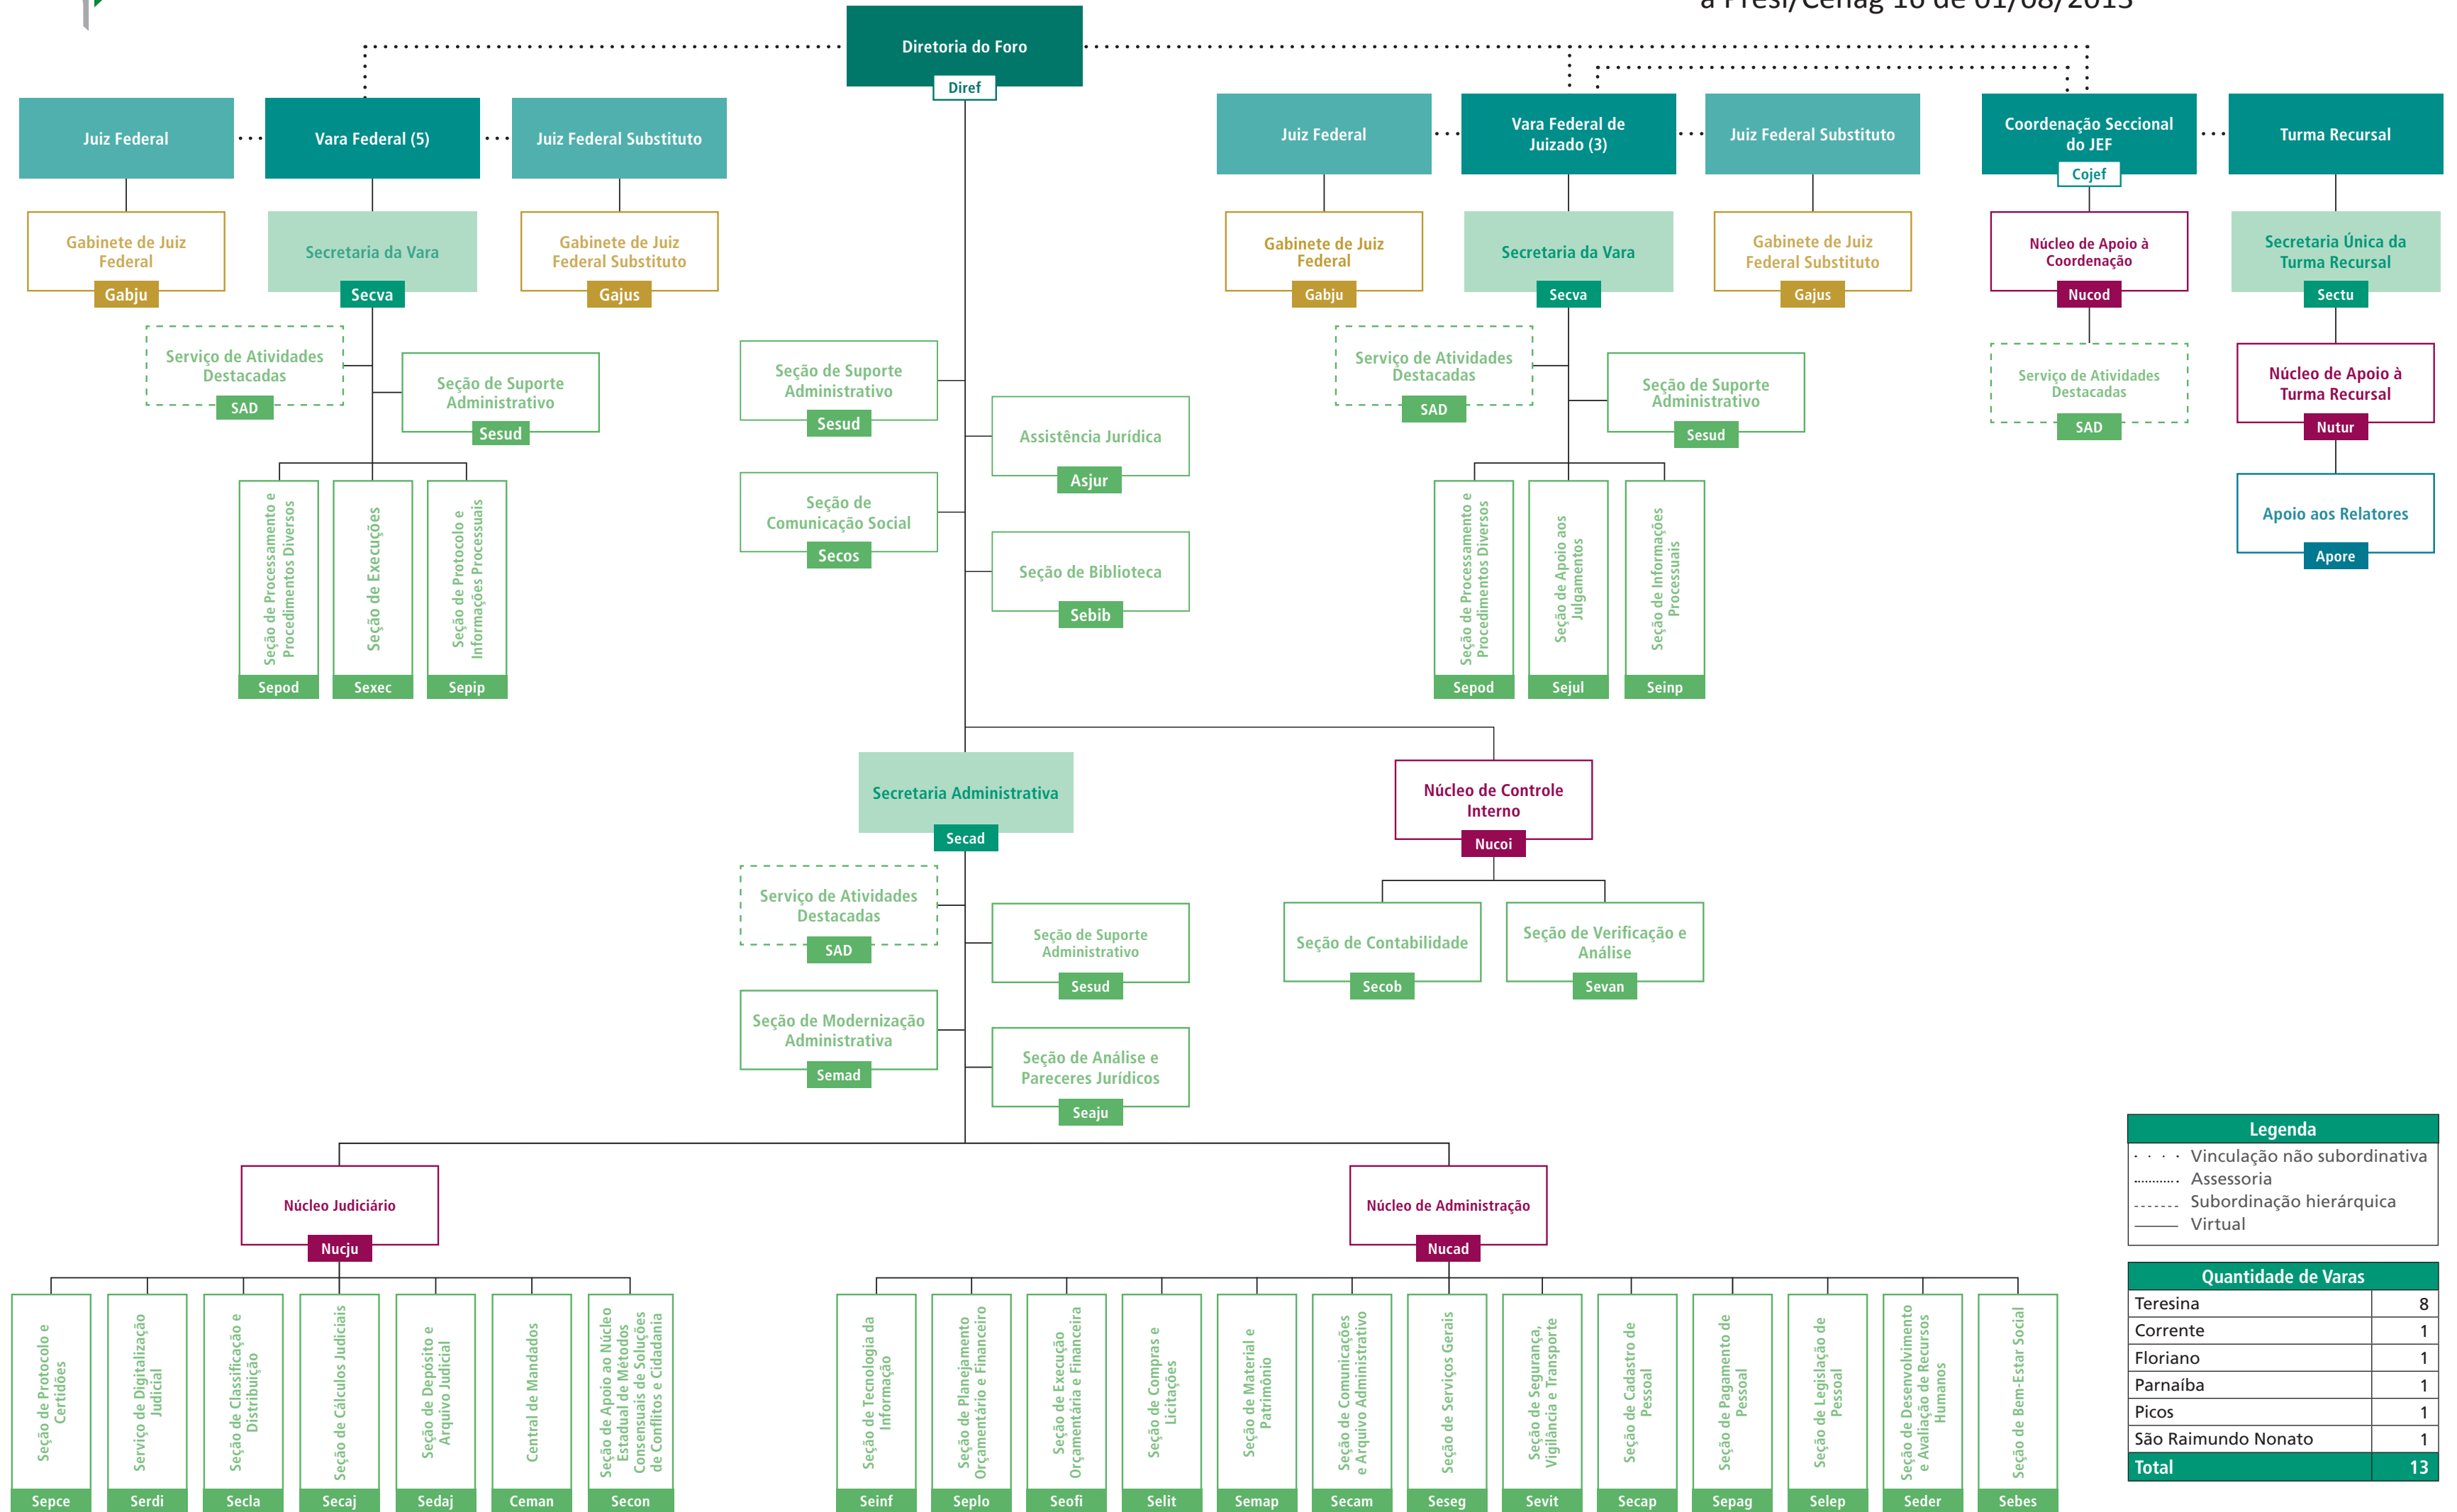 a Presi/Cenag 16 de 01/08/2013
Diretoria do Foro
Diref
Juiz Federal
Vara Federal (5)
Juiz Federal Substituto
Gabinete de Juiz
Federal
Gabju
Secretaria da Vara
Secva
Gabinete de Juiz
Federal Substituto
Gajus
Serviço de Atividades
Destacadas
SAD
Seção de Suporte
Administrativo
Sesud
Seção de Processamento e
Procedimentos Diversos
Sepod
Seção de Execuções
Sexec
Seção de Protocolo e
Informações Processuais
Sepip
Seção de Suporte
Administrativo
Sesud
Assistência Jurídica
Asjur
Seção de
Comunicação Social
Secos
Seção de Biblioteca
Sebib
Juiz Federal
Vara Federal de
Juizado (3)
Juiz Federal Substituto
Gabinete de Juiz
Federal
Gabju
Secretaria da Vara
Secva
Gabinete de Juiz
Federal Substituto
Gajus
Serviço de Atividades
Destacadas
SAD
Seção de Suporte
Administrativo
Sesud
Seção de Processamento e
Procedimentos Diversos
Sepod
Seção de Apoio aos
Julgamentos
Sejul
Seção de Informações
Processuais
Seinp
Coordenação Seccional
do JEF
Cojef
Núcleo de Apoio à
Coordenação
Nucod
Serviço de Atividades
Destacadas
SAD
Turma Recursal
Secretaria Única da
Turma Recursal
Sectu
Núcleo de Apoio à
Turma Recursal
Nutur
Apoio aos Relatores
Apore
Secretaria Administrativa
Secad
Núcleo de Controle
Interno
Nucoi
Serviço de Atividades
Destacadas
SAD
Seção de Suporte
Administrativo
Sesud
Seção de Modernização
Administrativa
Semad
Seção de Análise e
Pareceres Jurídicos
Seaju
Seção de Contabilidade
Secob
Seção de Verificação e
Análise
Sevan
Núcleo Judiciário
Nucju
Núcleo de Administração
Nucad
Seção de Protocolo e
Certidões
Sepce
Serviço de Digitalização
Judicial
Serdi
Seção de Classificação e
Distribuição
Secla
Seção de Cálculos Judiciais
Secaj
Seção de Depósito e
Arquivo Judicial
Sedaj
Central de Mandados
Ceman
Seção de Apoio ao Núcleo
Estadual de Métodos
Consensuais de Soluções
de Conflitos e Cidadania
Secon
Seção de Tecnologia da
Informação
Seinf
Seção de Planejamento
Orçamentário e Financeiro
Seplo
Seção de Execução
Orçamentária e Financeira
Seofi
Seção de Compras e
Licitações
Selit
Seção de Material e
Patrimônio
Semap
Seção de Comunicações
e Arquivo Administrativo
Secam
Seção de Serviços Gerais
Seseg
Seção de Segurança,
Vigilância e Transporte
Sevit
Seção de Cadastro de
Pessoal
Secap
Seção de Pagamento de
Pessoal
Sepag
Seção de Legislação de
Pessoal
Selep
Seção de Desenvolvimento
e Avaliação de Recursos
Humanos
Seder
Seção de Bem-Estar Social
Sebes
Legenda
Vinculação não subordinativa
Assessoria
Subordinação hierárquica
Virtual
Quantidade de Varas
Teresina 8
Corrente 1
Floriano 1
Parnaíba 1
Picos 1
São Raimundo Nonato 1
Total 13